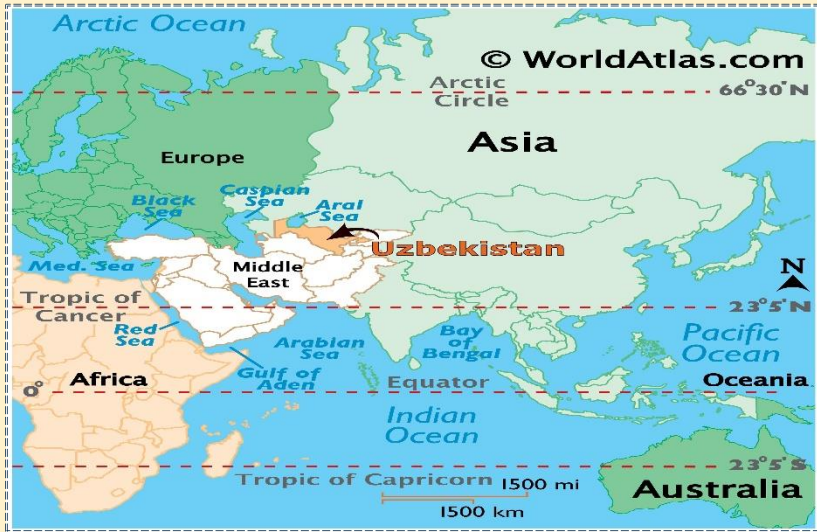 Arctic Ocean
© WorldAtlas.com
Arctic
Circle
66°30'N
Asia
Europe
Black
Sea
Caspian
Sea
Aral
Sea
Uzbekistan
Med. Sea
Middle
East
N
Tropic of
Cancer
23°5'N
Red
Sea
Arabian
Sea
Bay
of
Bengal
Pacific
Ocean
Gulf of
Aden
Africa
Equator
Oceania
0°
Indian
Ocean
23°5'S
Tropic of Capricorn
1500 mi
1500 km
Australia